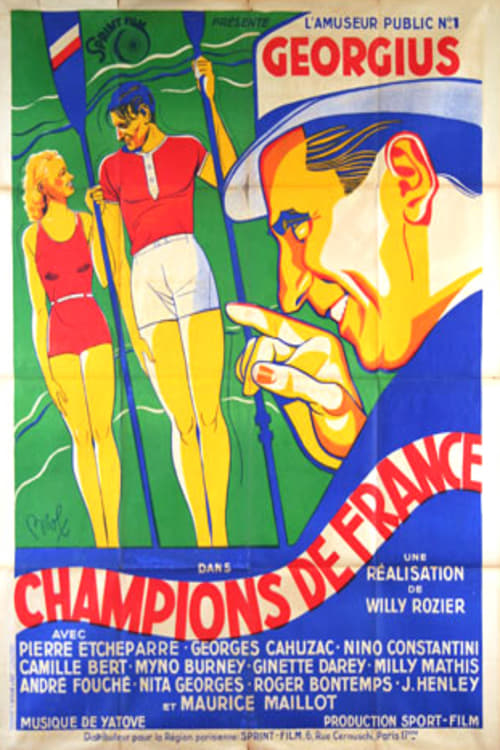 SPRINT FILM
PRÉSENTE
L'AMUSEUR PUBLIC No1
GEORGIUS
DANS
CHAMPIONS DE FRANCE
UNE
RÉALISATION
DE
WILLY ROZIER
AVEC
PIERRE ETCHEPARRE · GEORGES CAHUZAC · NINO CONSTANTINI
CAMILLE BERT · MYNO BURNEY · GINETTE DAREY · MILLY MATHIS
ANDRE FOUCHÉ · NITA GEORGES · ROGER BONTEMPS · J. HENLEY
ET MAURICE MAILLOT
MUSIQUE DE YATOVE
PRODUCTION SPORT-FILM
Distributeur pour la Région parisienne: SPRINT-FILM, 6, Rue Cernuschi, Paris 17ème